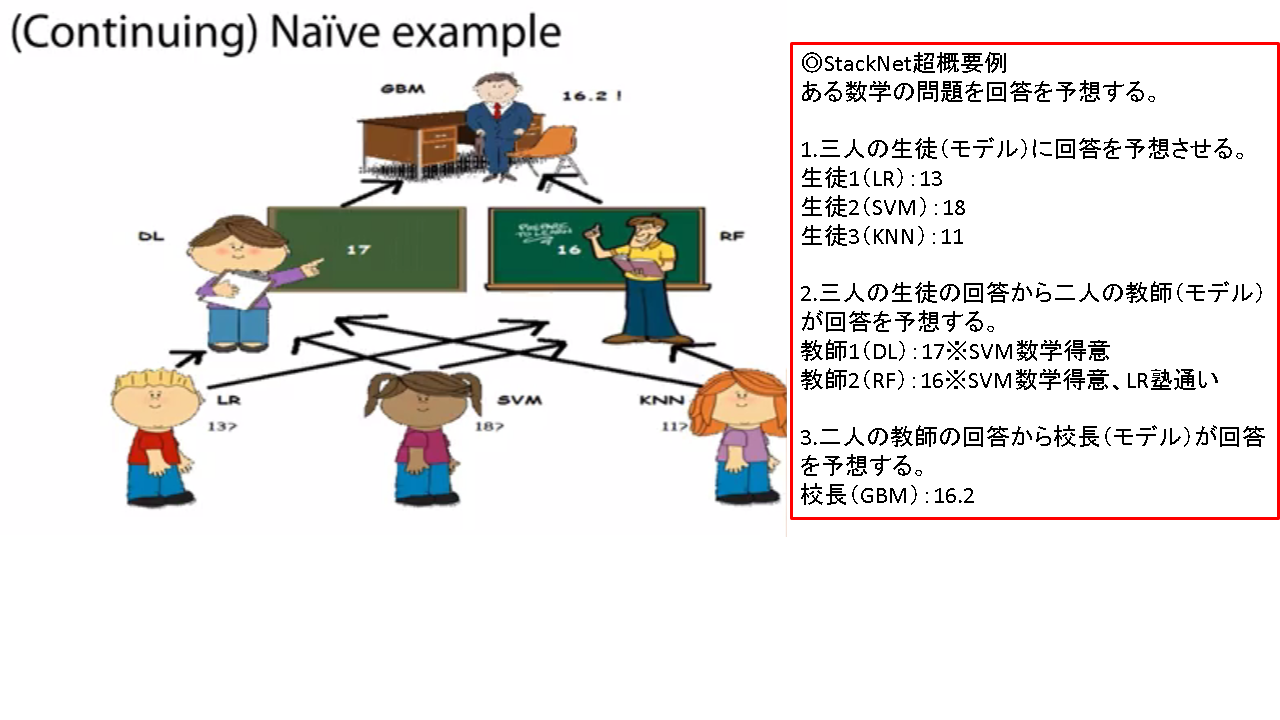 (Continuing) Naïve example
GBM
16.2 !
DL
17
PREPARE
TO LEARN
16
RF
LR
13?
SVM
18?
KNN
11?
◎StackNet超概要例
ある数学の問題を回答を予想する。
1.三人の生徒（モデル）に回答を予想させる。
生徒1（LR）：13
生徒2（SVM）：18
生徒3（KNN）：11
2.三人の生徒の回答から二人の教師（モデル）
が回答を予想する。
教師1（DL）：17※SVM数学得意
教師2（RF）：16※SVM数学得意、LR塾通い
3.二人の教師の回答から校長（モデル）が回答
を予想する。
校長（GBM）：16.2